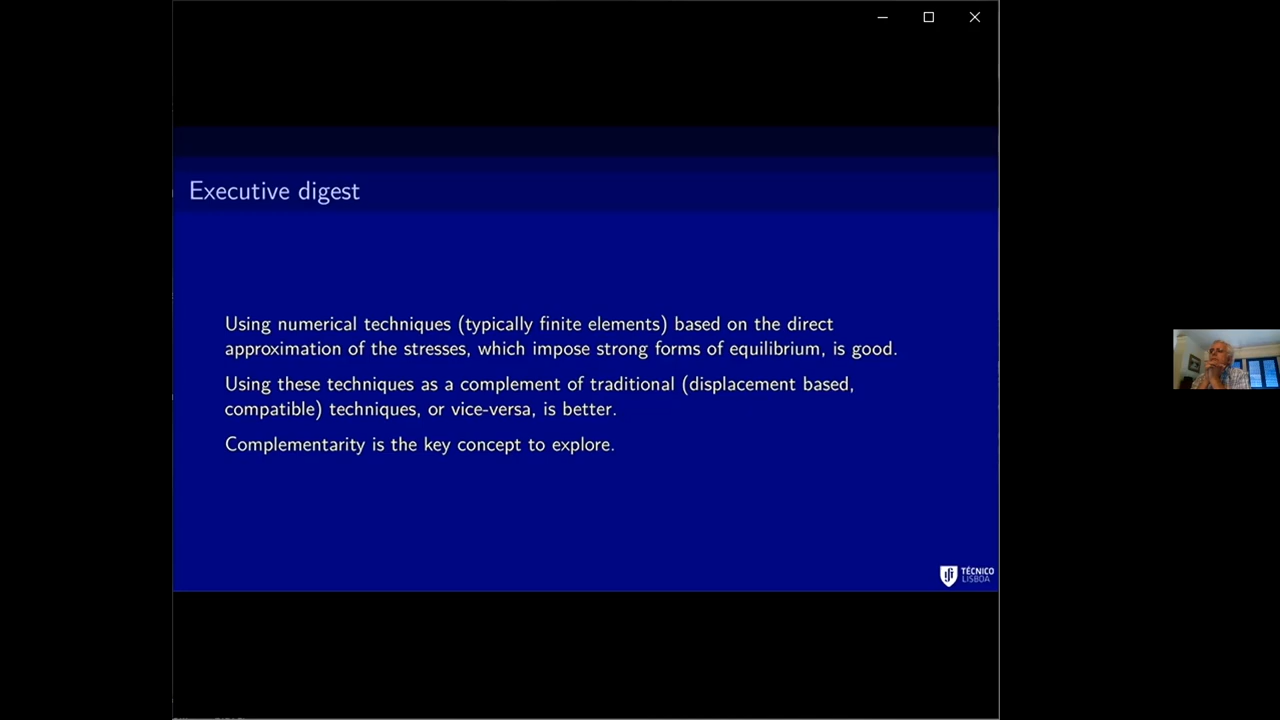 Executive digest
Using numerical techniques (typically finite elements) based on the direct
approximation of the stresses, which impose strong forms of equilibrium, is good.
Using these techniques as a complement of traditional (displacement based,
compatible) techniques, or vice-versa, is better.
Complementarity is the key concept to explore.
TÉCNICO
LISBOA